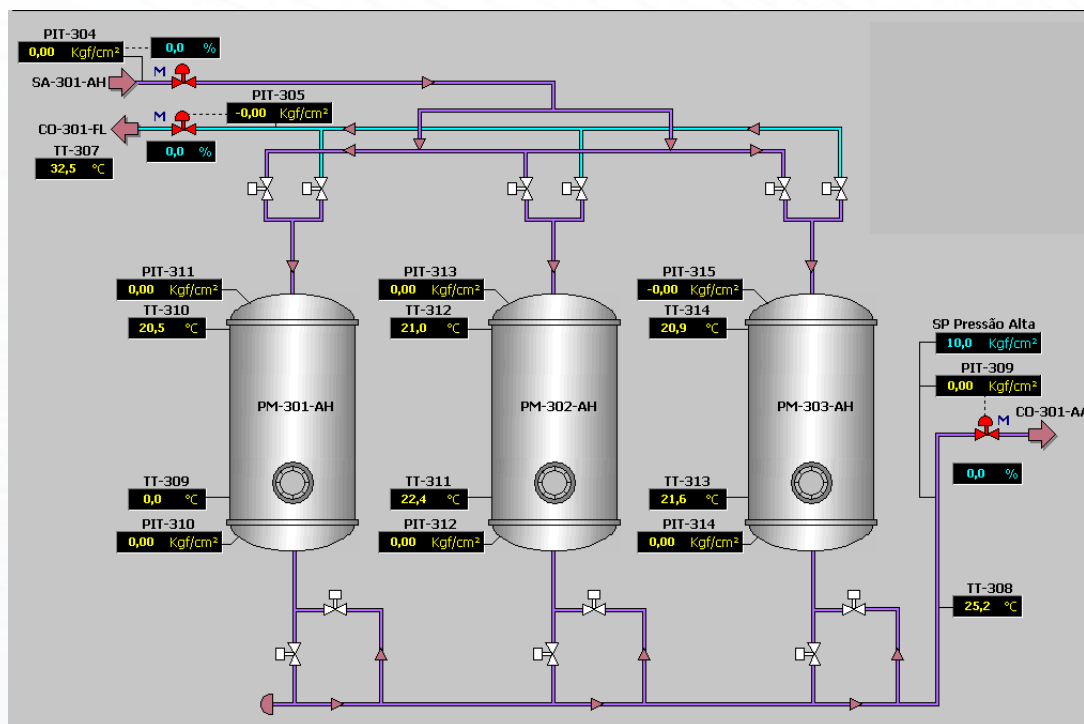 PIT-304
0,00 Kgf/cm²
0,0 %
M
SA-301-AH
PIT-305
-0,00 Kgf/cm²
M
CO-301-FL
0,0 %
TT-307
32,5 °C
PIT-311
0,00 Kgf/cm²
TT-310
20,5 °C
PM-301-AH
TT-309
0,0 °C
PIT-310
0,00 Kgf/cm²
PIT-313
0,00 Kgf/cm²
TT-312
21,0 °C
PM-302-AH
TT-311
22,4 °C
PIT-312
0,00 Kgf/cm²
PIT-315
-0,00 Kgf/cm²
TT-314
20,9 °C
PM-303-AH
TT-313
21,6 °C
PIT-314
0,00 Kgf/cm²
SP Pressão Alta
10,0 Kgf/cm²
PIT-309
0,00 Kgf/cm²
M
CO-301-AA
0,0 %
TT-308
25,2 °C